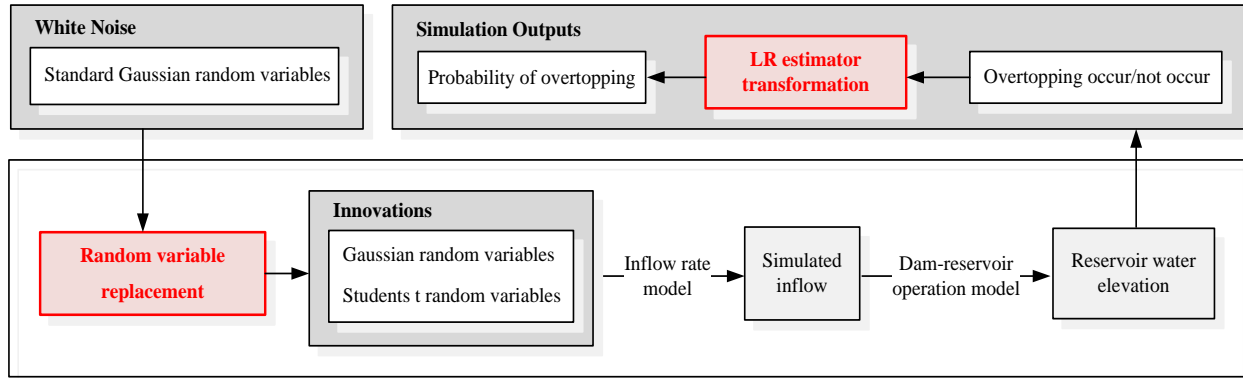 White Noise
Standard Gaussian random variables
Simulation Outputs
Probability of overtopping
LR estimator
transformation
Overtopping occur/not occur
Random variable
replacement
Innovations
Gaussian random variables
Students t random variables
Inflow rate
model
Simulated
inflow
Dam-reservoir
operation model
Reservoir water
elevation